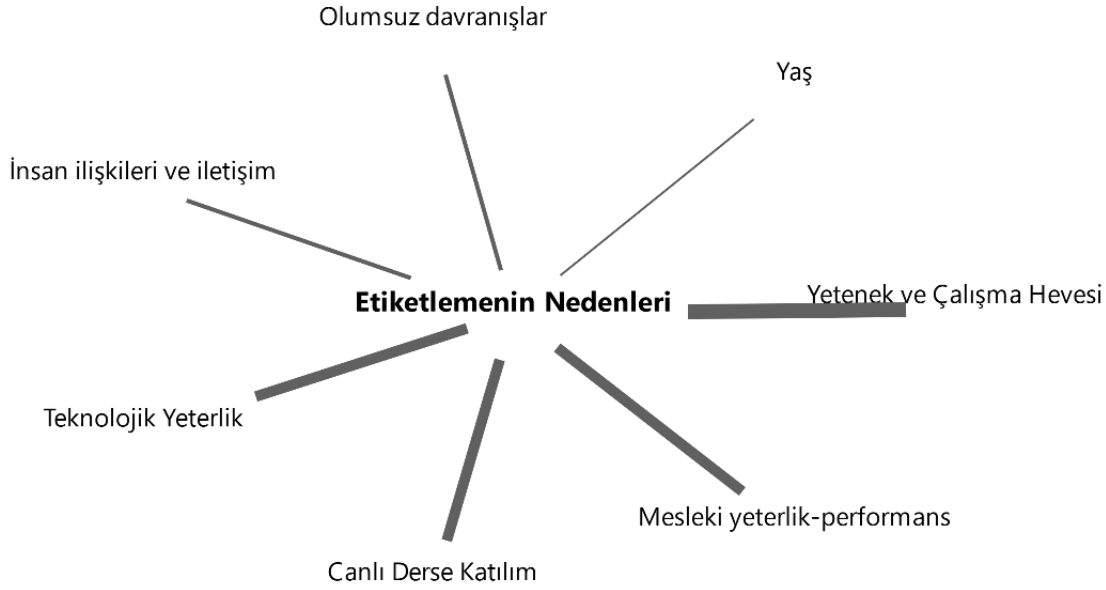 Olumsuz davranışlar
Yaş
İnsan ilişkileri ve iletişim
Etiketlemenin Nedenleri
Yetenek ve Çalışma Hevesi
Teknolojik Yeterlik
Mesleki yeterlik-performans
Canlı Derse Katılım